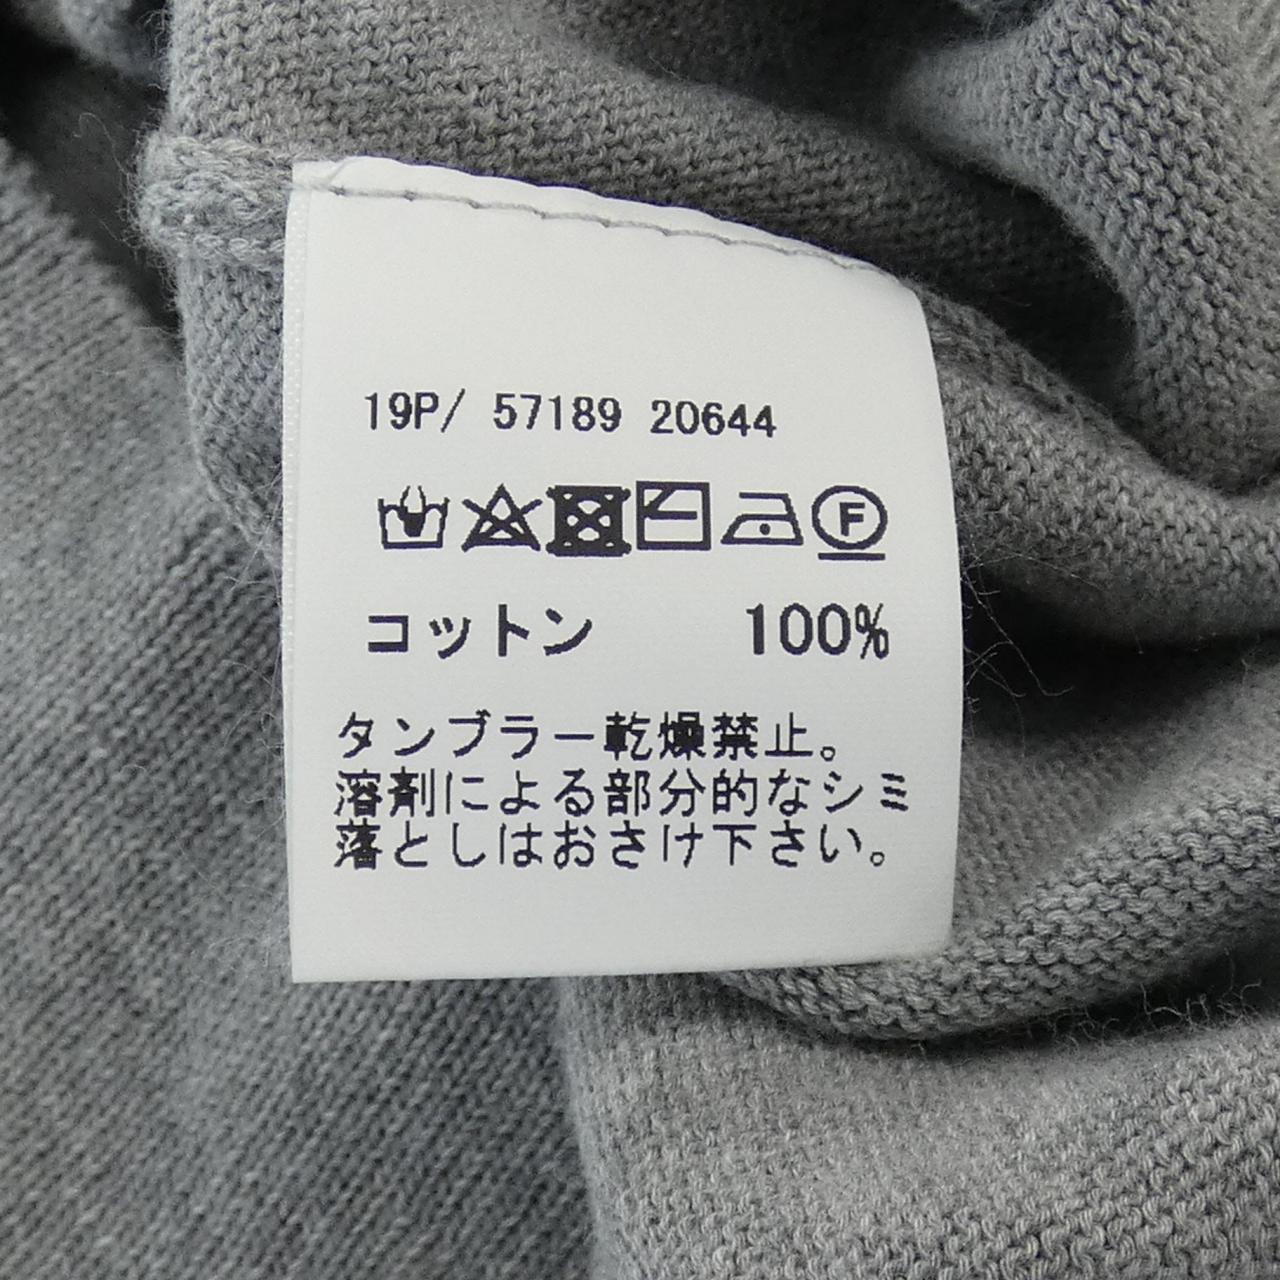 19P/ 57189 20644
F
コットン 100%
タンブラー乾燥禁止。
溶剤による部分的なシミ
落としはおさけ下さい。